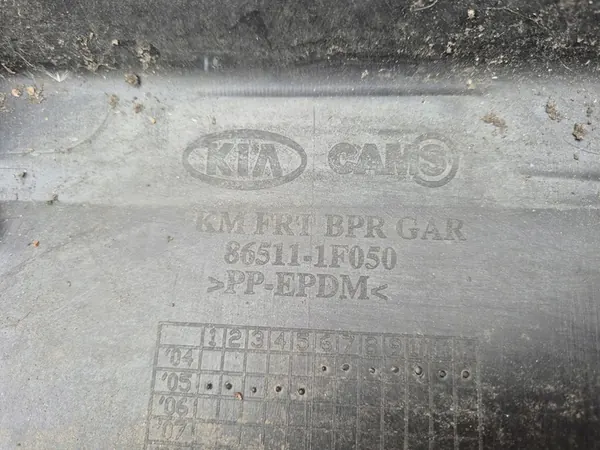 KIA CAMS
KM FRT BPR GAR
86511-1F050
>PP-EPDM<
1 2 3 4 5 6 7 8 9
'04
'05
'06
'07